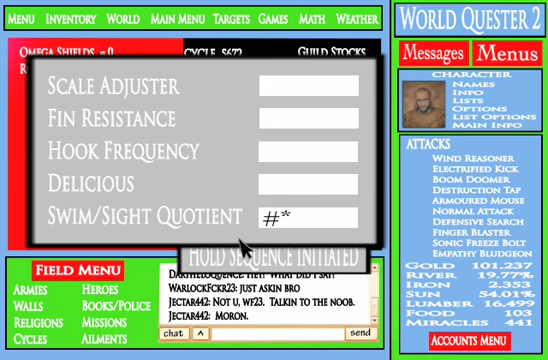 Menu Inventory World Main Menu Targets Games Math Weather
World Quester 2
Omega Shields = 0
Cycle 5672
Guild Stocks
Messages
Menus
Scale Adjuster
Fin Resistance
Hook Frequency
Delicious
Swim/Sight Quotient #*
Hold Sequence Initiated
Character
Names
Info
Lists
Options
List Options
Main Info
Attacks
Wind Reasoner
Electrified Kick
Boom Doomer
Destruction Tap
Armoured Mouse
Normal Attack
Defensive Search
Finger Blaster
Sonic Freeze Bolt
Empathy Bludgeon
Gold 101,237
River 19.77%
Iron 2,353
Sun 54.01%
Lumber 16,499
Food 103
Miracles 441
Accounts Menu
Field Menu
Armies Heroes
Walls Books/Police
Religions Missions
Cycles Ailments
WarlockFckr23: Just askin bro
Jectar442: Not u, wf23. Talkin to the noob.
Jectar442: Moron.
chat ^ send